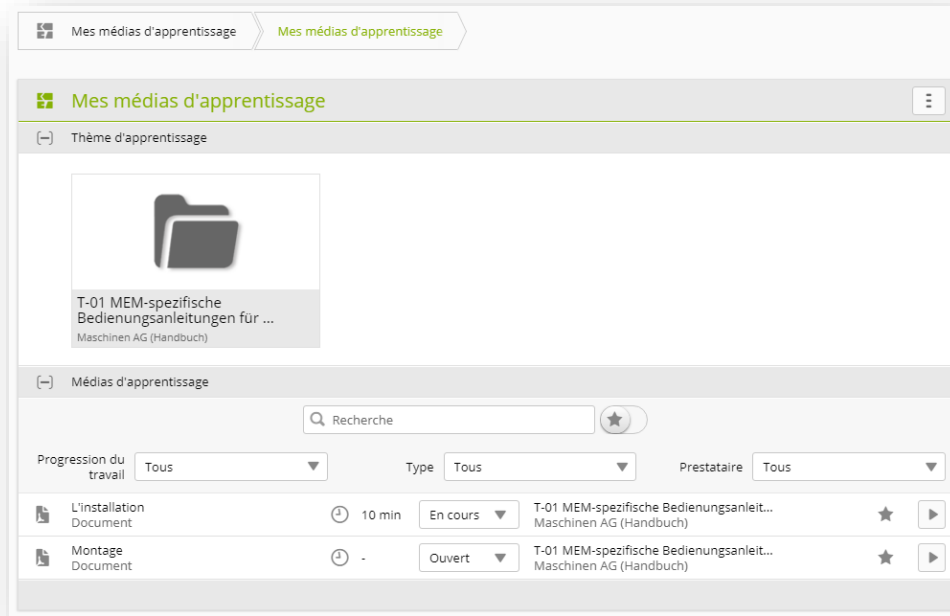 Mes médias d'apprentissage
Mes médias d'apprentissage
Mes médias d'apprentissage
Thème d'apprentissage
T-01 MEM-spezifische
Bedienungsanleitungen für ...
Maschinen AG (Handbuch)
Médias d'apprentissage
Recherche
Progression du
travail
Tous
Type
Tous
Prestataire
Tous
L'installation
Document
10 min
En cours
T-01 MEM-spezifische Bedienungsanleit...
Maschinen AG (Handbuch)
Montage
Document
-
Ouvert
T-01 MEM-spezifische Bedienungsanleit...
Maschinen AG (Handbuch)